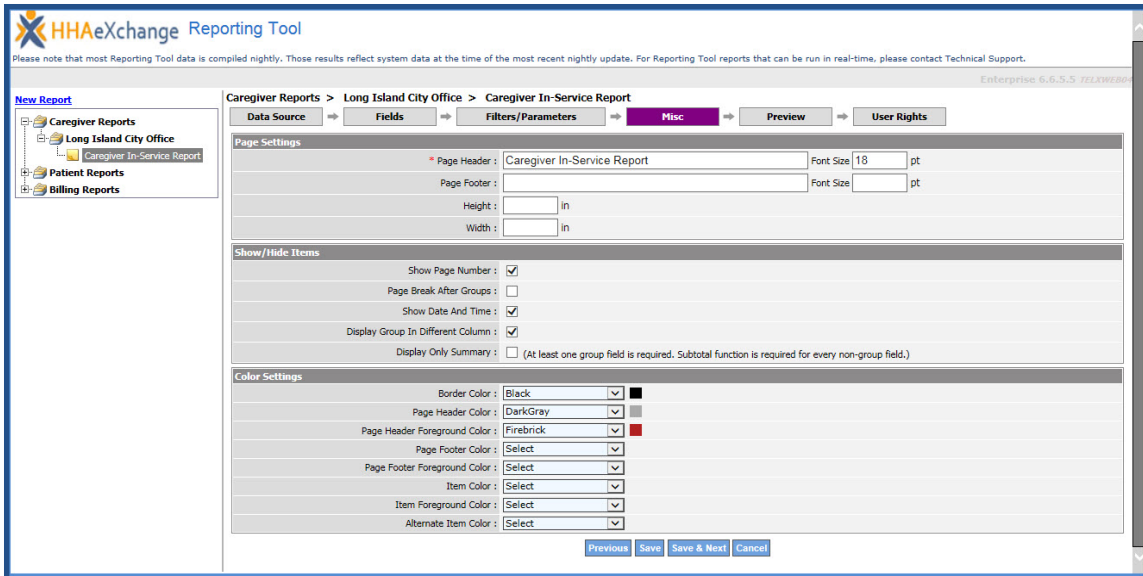 HHAeXchange Reporting Tool
Please note that most Reporting Tool data is compiled nightly. Those results reflect system data at the time of the most recent nightly update. For Reporting Tool reports that can be run in real-time, please contact Technical Support.
Enterprise 6.6.5.5 TELXWEB04
New Report
Caregiver Reports
Long Island City Office
Caregiver In-Service Report
Patient Reports
Billing Reports
Caregiver Reports > Long Island City Office > Caregiver In-Service Report
Data Source Fields Filters/Parameters Misc Preview User Rights
Page Settings
* Page Header : Caregiver In-Service Report Font Size 18 pt
Page Footer : Font Size pt
Height : in
Width : in
Show/Hide Items
Show Page Number :
Page Break After Groups :
Show Date And Time :
Display Group In Different Column :
Display Only Summary : (At least one group field is required. Subtotal function is required for every non-group field.)
Color Settings
Border Color : Black
Page Header Color : DarkGray
Page Header Foreground Color : Firebrick
Page Footer Color : Select
Page Footer Foreground Color : Select
Item Color : Select
Item Foreground Color : Select
Alternate Item Color : Select
Previous Save Save & Next Cancel